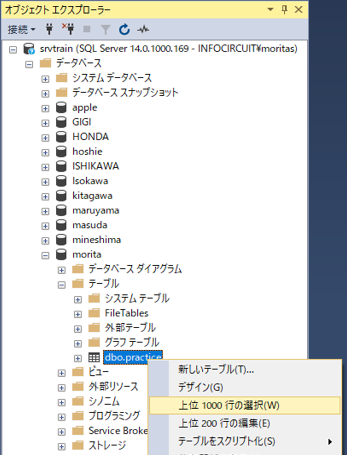 オブジェクト エクスプローラー
接続
srvtrain (SQL Server 14.0.1000.169 - INFOCIRCUIT¥moritas)
データベース
システム データベース
データベース スナップショット
apple
GIGI
HONDA
hoshie
ISHIKAWA
Isokawa
kitagawa
maruyama
masuda
mineshima
morita
データベース ダイアグラム
テーブル
システム テーブル
FileTables
外部テーブル
グラフ テーブル
dbo.practice
ビュー
外部リソース
シノニム
プログラミング
Service Broke
ストレージ
新しいテーブル(T)...
デザイン(G)
上位 1000 行の選択(W)
上位 200 行の編集(E)
テーブルをスクリプト化(S)